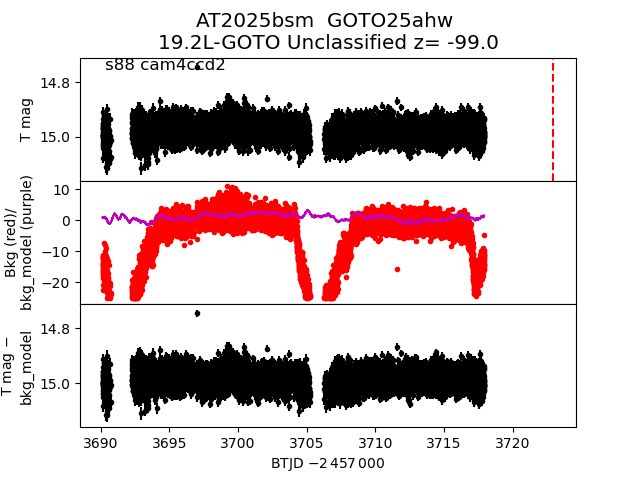 AT2025bsm  GOTO25ahw
19.2L-GOTO Unclassified z= -99.0
s88 cam4ccd2
T mag
14.8
15.0
Bkg (red)/
bkg_model (purple)
10
0
−10
−20
T mag −
bkg_model
14.8
15.0
3690 3695 3700 3705 3710 3715 3720
BTJD −2 457 000